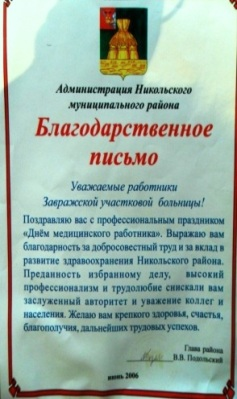 Администрация Никольского
муниципального района
Благодарственное
письмо
Уважаемые работники
Завражской участковой больницы!
Поздравляю вас с профессиональным праздником
«Днём медицинского работника». Выражаю вам
благодарность за добросовестный труд и за вклад в
развитие здравоохранения Никольского района.
Преданность избранному делу, высокий
профессионализм и трудолюбие снискали вам
заслуженный авторитет и уважение коллег и
населения. Желаю вам крепкого здоровья, счастья,
благополучия, дальнейших трудовых успехов.
Глава района
В.В. Подольский
июнь 2006